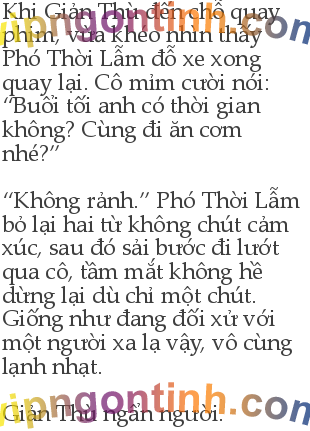 Khi Giản Thù đến chỗ quay
phim, vừa khéo nhìn thấy
Phó Thời Lẫm đỗ xe xong
quay lại. Cô mỉm cười nói:
“Buổi tối anh có thời gian
không? Cùng đi ăn cơm
nhé?”
“Không rảnh.” Phó Thời Lẫm
bỏ lại hai từ không chút cảm
xúc, sau đó sải bước đi lướt
qua cô, tầm mắt không hề
dừng lại dù chỉ một chút.
Giống như đang đối xử với
một người xa lạ vậy, vô cùng
lạnh nhạt.
Giản Thù ngẩn người.
vipngontinh.com
vipngontinh.com